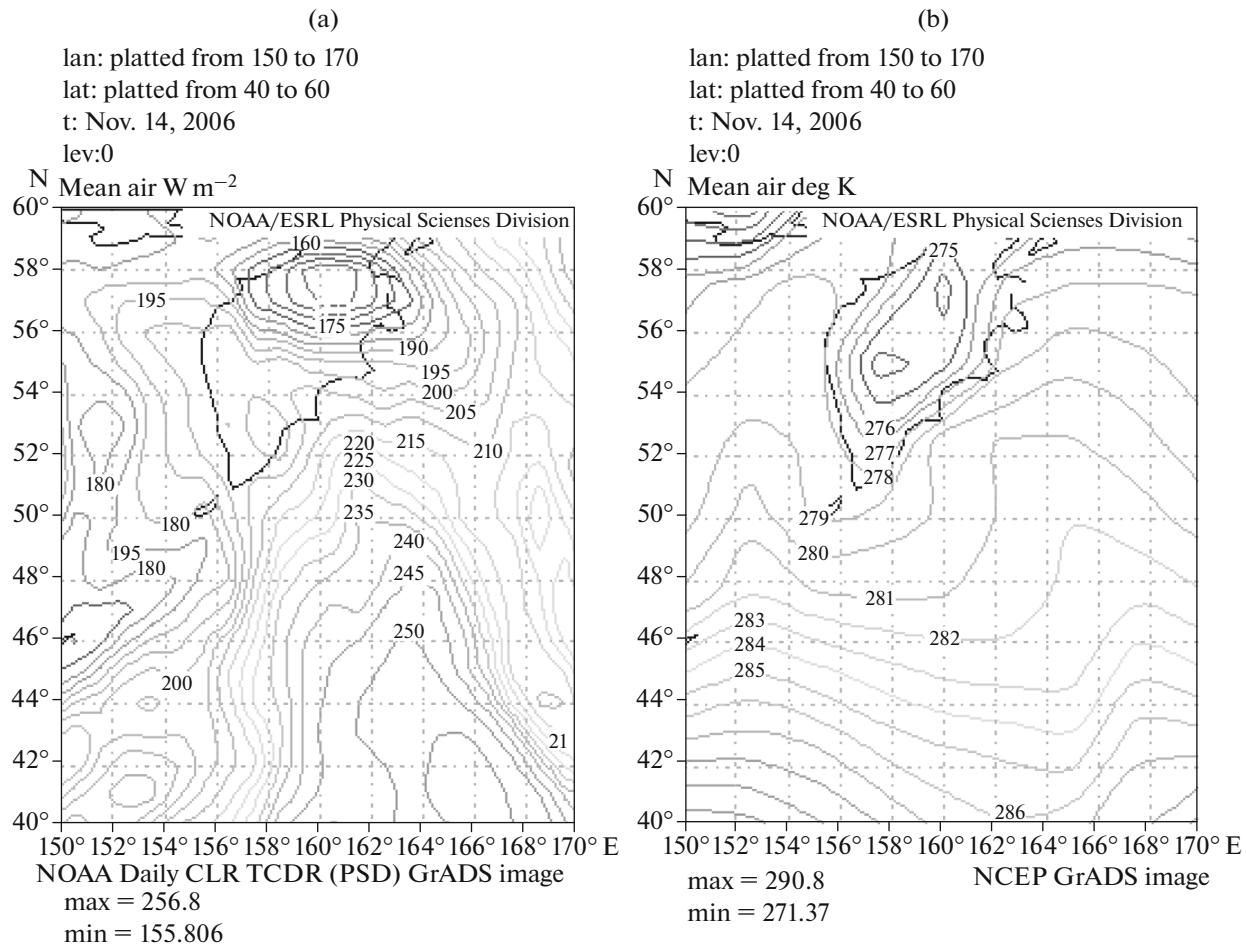 (a)
lan: platted from 150 to 170
lat: platted from 40 to 60
t: Nov. 14, 2006
lev:0
N Mean air W m−2
NOAA/ESRL Physical Scienses Division
60°
58°
56°
54°
52°
50°
48°
46°
44°
42°
40°
160
195
175
190
195
200
205
180
220
215
210
225
230
180
235
195
180
240
245
250
200
21
150° 152° 154° 156° 158° 160° 162° 164° 166° 168° 170° E
NOAA Daily CLR TCDR (PSD) GrADS image
max = 256.8
min = 155.806
(b)
lan: platted from 150 to 170
lat: platted from 40 to 60
t: Nov. 14, 2006
lev:0
N Mean air deg K
NOAA/ESRL Physical Scienses Division
60°
58°
56°
54°
52°
50°
48°
46°
44°
42°
40°
275
276
277
278
279
280
281
283
282
284
285
286
150° 152° 154° 156° 158° 160° 162° 164° 166° 168° 170° E
NCEP GrADS image
max = 290.8
min = 271.37